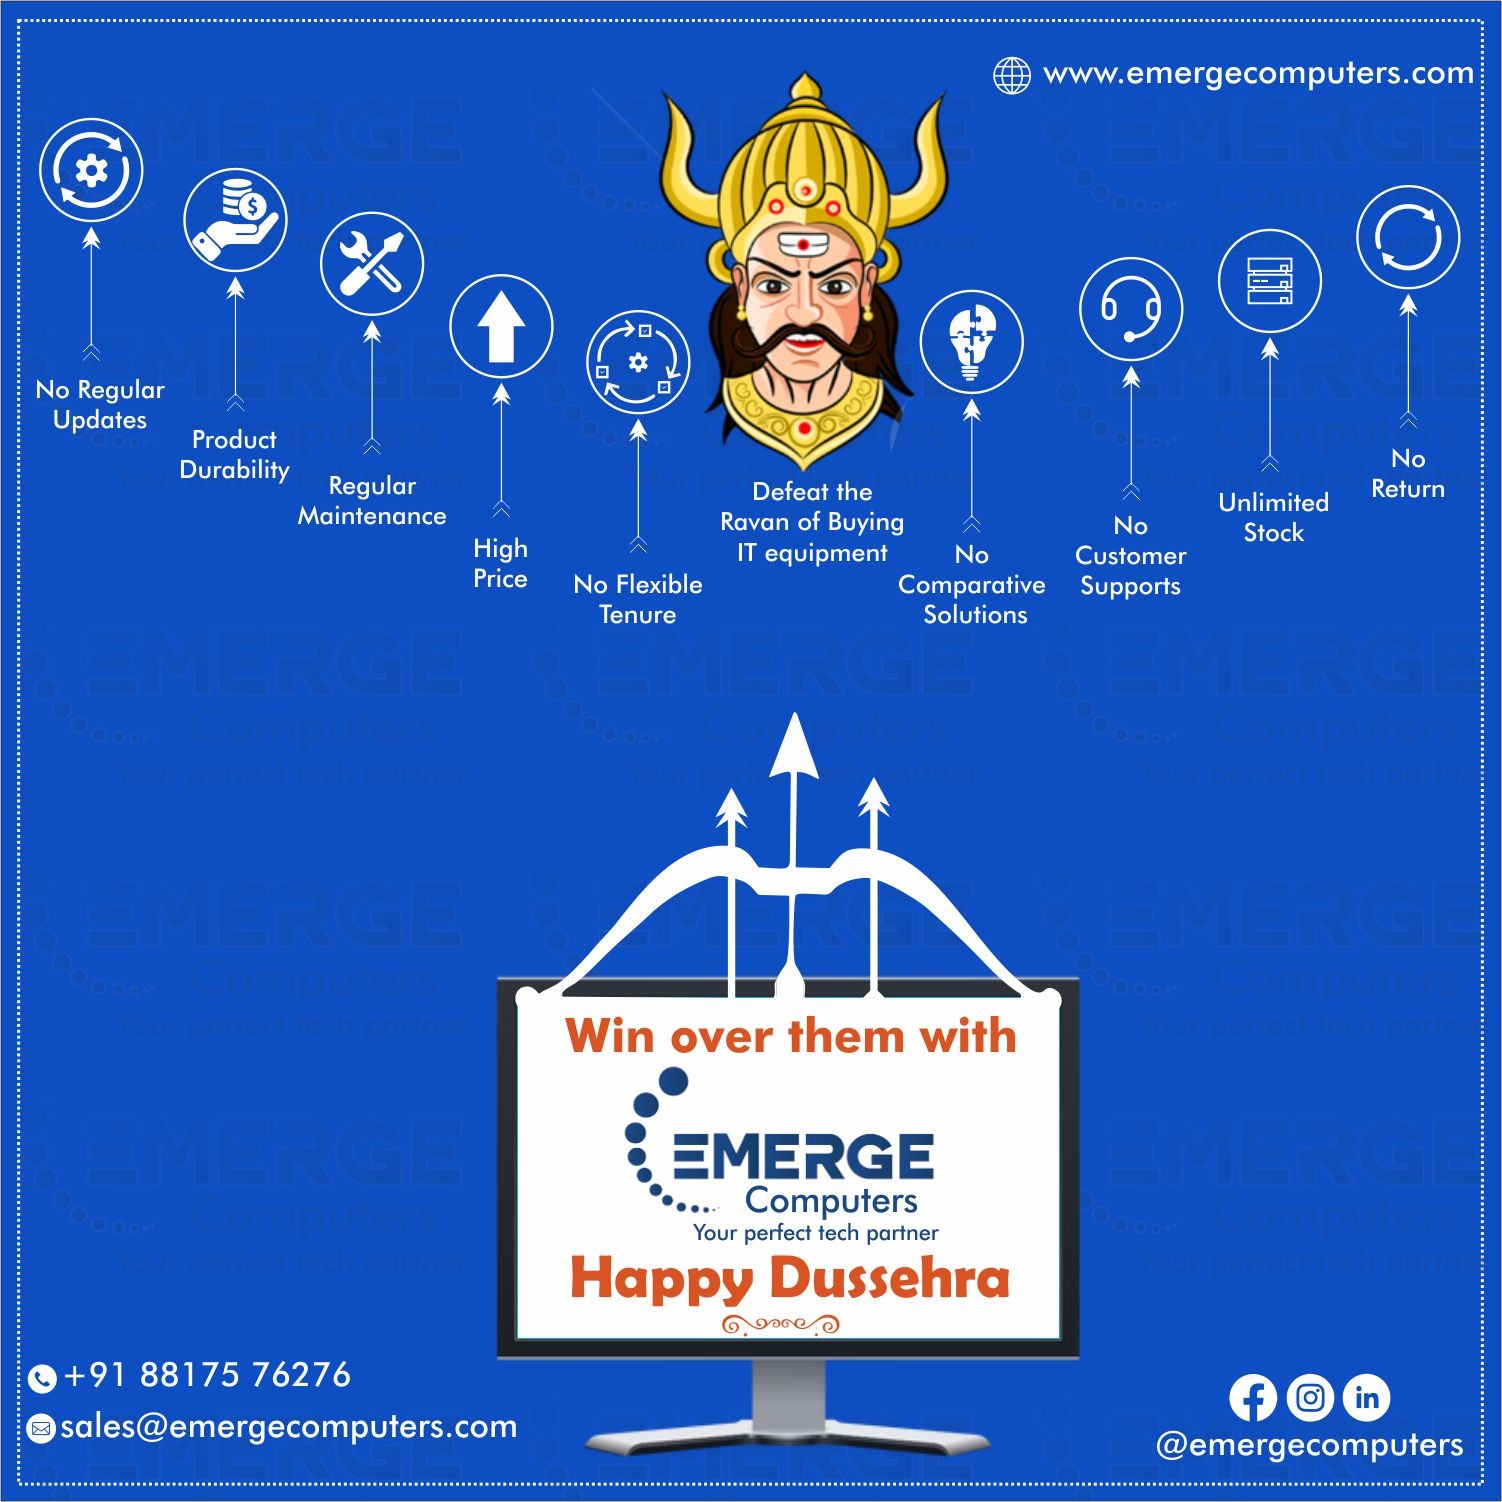 www.emergecomputers.com
No Regular
Updates
Product
Durability
Regular
Maintenance
High
Price
No Flexible
Tenure
Defeat the
Ravan of Buying
IT equipment
No
Comparative
Solutions
No
Customer
Supports
Unlimited
Stock
No
Return
Win over them with
EMERGE
Computers
Your perfect tech partner
Happy Dussehra
+91 88175 76276
sales@emergecomputers.com
@emergecomputers